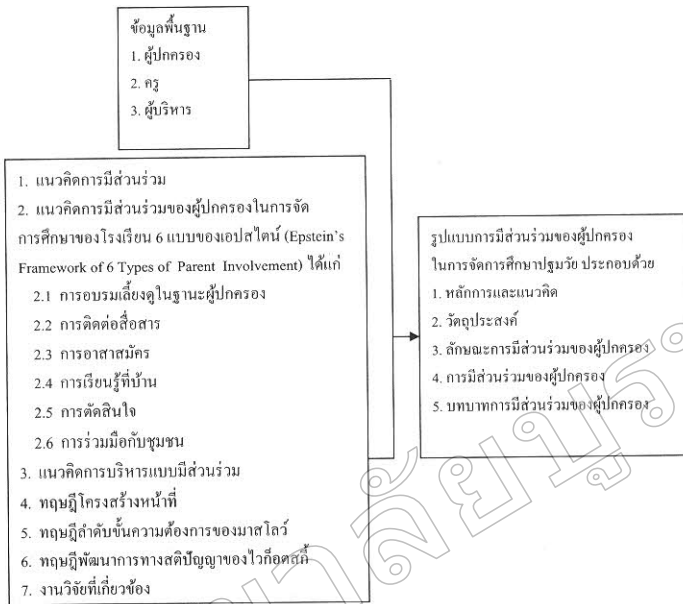 ข้อมูลพื้นฐาน
1. ผู้ปกครอง
2. ครู
3. ผู้บริหาร
1. แนวคิดการมีส่วนร่วม
2. แนวคิดการมีส่วนร่วมของผู้ปกครองในการจัด
การศึกษาของโรงเรียน 6 แบบของเอปสไตน์ (Epstein's
Framework of 6 Types of Parent Involvement) ได้แก่
2.1 การอบรมเลี้ยงดูในฐานะผู้ปกครอง
2.2 การติดต่อสื่อสาร
2.3 การอาสาสมัคร
2.4 การเรียนรู้ที่บ้าน
2.5 การตัดสินใจ
2.6 การร่วมมือกับชุมชน
3. แนวคิดการบริหารแบบมีส่วนร่วม
4. ทฤษฎีโครงสร้างหน้าที่
5. ทฤษฎีลำดับขั้นความต้องการของมาสโลว์
6. ทฤษฎีพัฒนาการทางสติปัญญาของไวก็อตสกี้
7. งานวิจัยที่เกี่ยวข้อง
รูปแบบการมีส่วนร่วมของผู้ปกครอง
ในการจัดการศึกษาปฐมวัย ประกอบด้วย
1. หลักการและแนวคิด
2. วัตถุประสงค์
3. ลักษณะการมีส่วนร่วมของผู้ปกครอง
4. การมีส่วนร่วมของผู้ปกครอง
5. บทบาทการมีส่วนร่วมของผู้ปกครอง